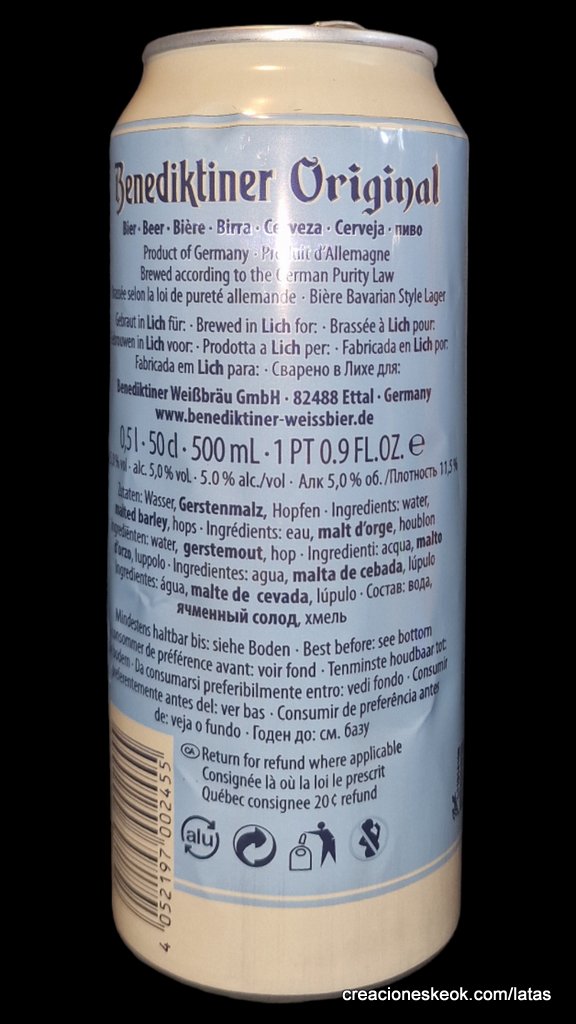 Benediktiner Original
Bier · Beer · Bière · Birra · Cerveza · Cerveja · пиво
Product of Germany · Produit d'Allemagne
Brewed according to the German Purity Law
selon la loi de pureté allemande · Bière Bavarian Style Lager
Gebraut in Lich für: · Brewed in Lich for: · Brassée à Lich pour:
in Lich voor: · Prodotta a Lich per: · Fabricada en Lich por:
Fabricada em Lich para: · Сварено в Лихе для:
Benediktiner Weißbräu GmbH · 82488 Ettal · Germany
www.benediktiner-weissbier.de
0,5 l · 50 cl · 500 mL · 1 PT 0.9 FL.OZ. ℮
vol · alc. 5,0 % vol. · 5.0 % alc./vol · Алк 5,0 % об. /Плотность 11,5 %
Zutaten: Wasser, Gerstenmalz, Hopfen · Ingredients: water,
malted barley, hops · Ingrédients: eau, malt d'orge, houblon
Ingrediënten: water, gerstemout, hop · Ingredienti: acqua, malto
d'orzo, luppolo · Ingredientes: agua, malta de cebada, lúpulo
Ingredientes: água, malte de cevada, lúpulo · Состав: вода,
ячменный солод, хмель
Mindestens haltbar bis: siehe Boden · Best before: see bottom
consommer de préférence avant: voir fond · Tenminste houdbaar tot:
bodem · Da consumarsi preferibilmente entro: vedi fondo · Consumir
preferentemente antes del: ver bas · Consumir de preferência antes
de: veja o fundo · Годен до: см. базу
CA Return for refund where applicable
Consignée là où la loi le prescrit
Québec consignee 20 ¢ refund
alu
4 052197 002455
creacioneskeok.com/latas